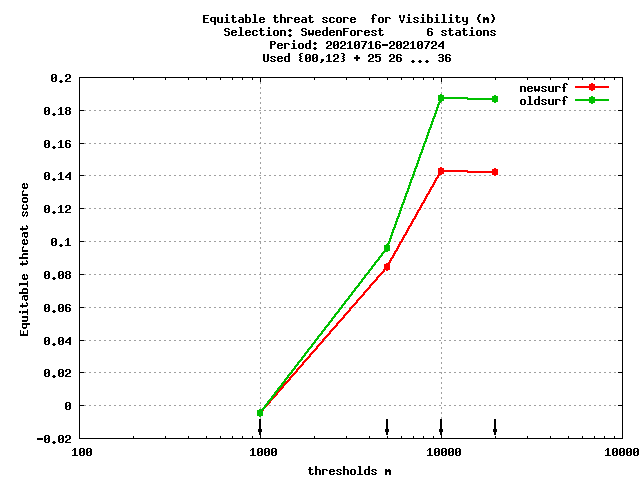 Equitable threat score  for Visibility (m)
Selection: SwedenForest      6 stations
Period: 20210716-20210724
Used {00,12} + 25 26 ... 36
newsurf
oldsurf
0.2
0.18
0.16
0.14
0.12
0.1
0.08
0.06
0.04
0.02
0
-0.02
Equitable threat score
100 1000 10000 10000
thresholds m